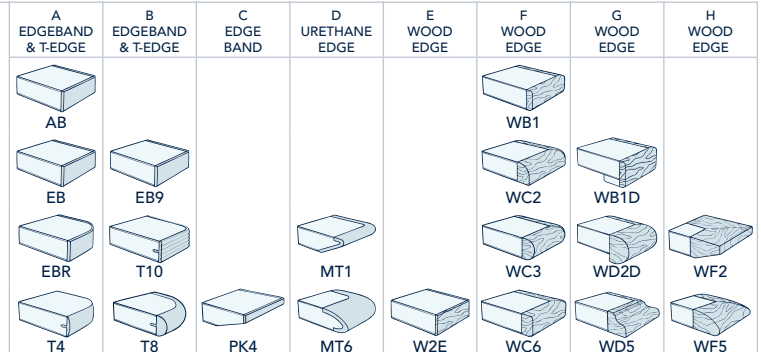 A B C D E F G H
EDGEBAND EDGEBAND EDGE URETHANE WOOD WOOD WOOD WOOD
& T-EDGE & T-EDGE BAND EDGE EDGE EDGE EDGE EDGE
AB WB1
EB EB9 WC2 WB1D
EBR T10 MT1 WC3 WD2D WF2
T4 T8 PK4 MT6 W2E WC6 WD5 WF5